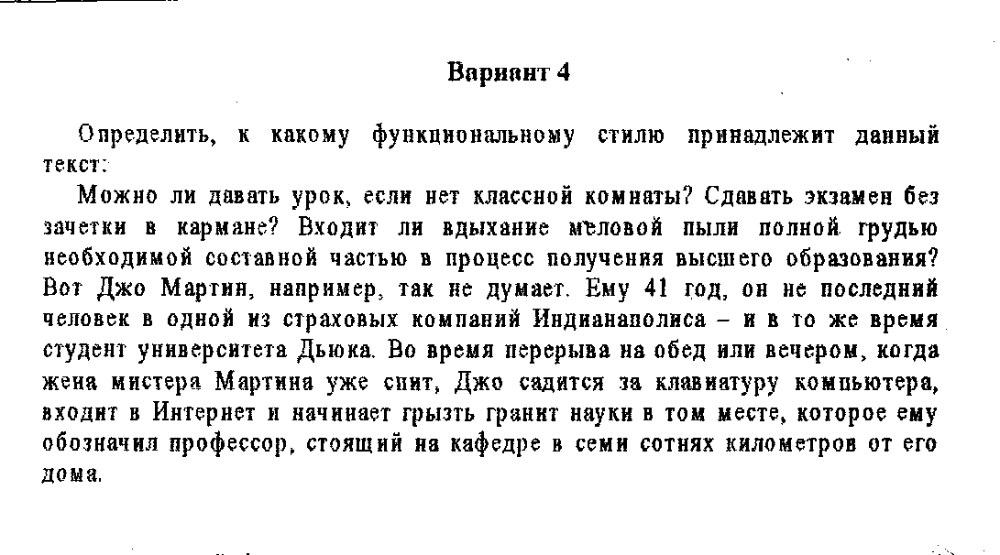 Вариант 4
Определить, к какому функциональному стилю принадлежит данный
текст:
Можно ли давать урок, если нет классной комнаты? Сдавать экзамен без
зачетки в кармане? Входит ли вдыхание меловой пыли полной грудью
необходимой составной частью в процесс получения высшего образования?
Вот Джо Мартин, например, так не думает. Ему 41 год, он не последний
человек в одной из страховых компаний Индианаполиса – и в то же время
студент университета Дьюка. Во время перерыва на обед или вечером, когда
жена мистера Мартина уже спит, Джо садится за клавиатуру компьютера,
входит в Интернет и начинает грызть гранит науки в том месте, которое ему
обозначил профессор, стоящий на кафедре в семи сотнях километров от его
дома.